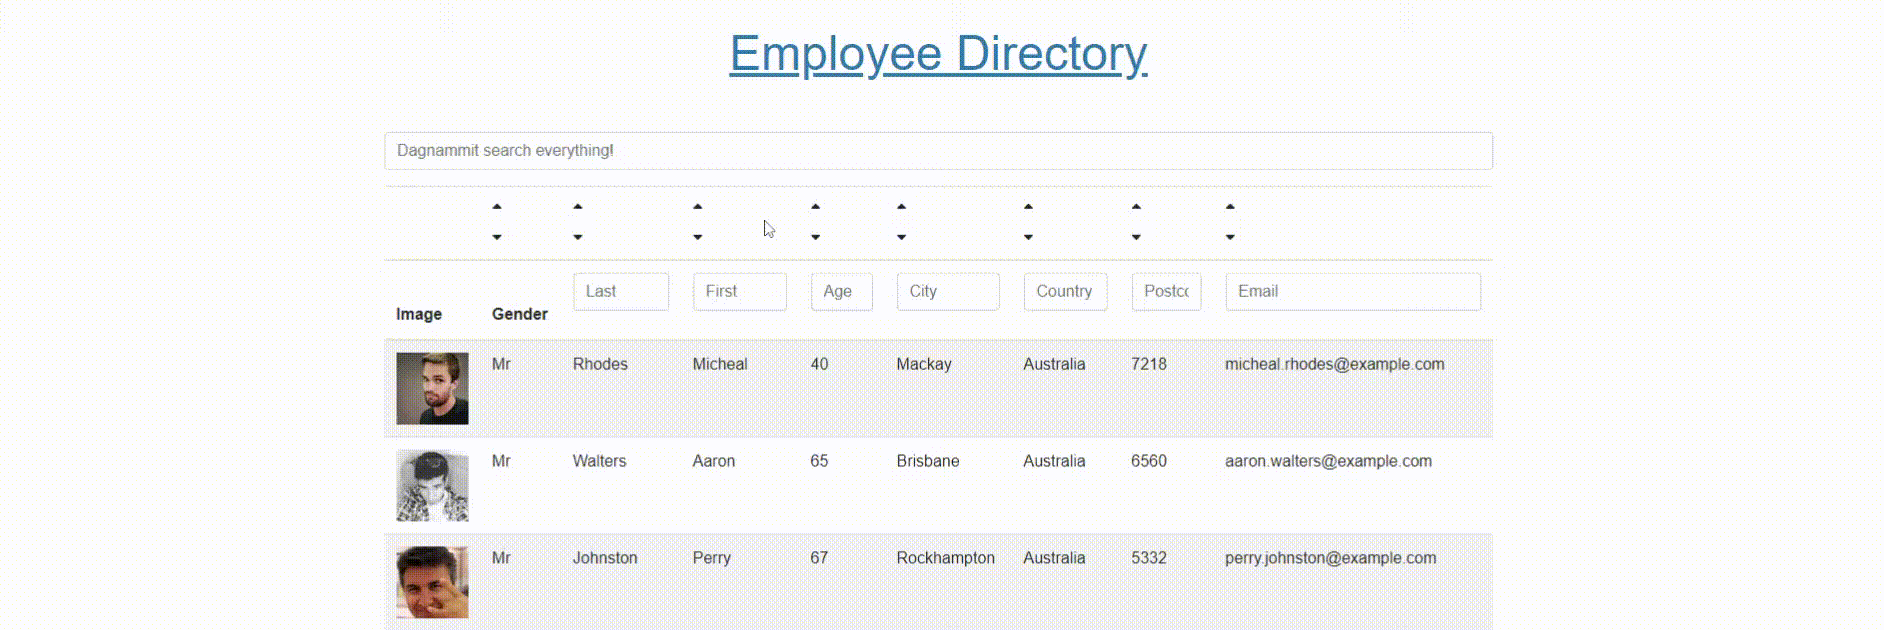 Employee Directory
Dagnammit search everything!
Last First Age City Country Postco Email
Image Gender
Mr Rhodes Micheal 40 Mackay Australia 7218 micheal.rhodes@example.com
Mr Walters Aaron 65 Brisbane Australia 6560 aaron.walters@example.com
Mr Johnston Perry 67 Rockhampton Australia 5332 perry.johnston@example.com